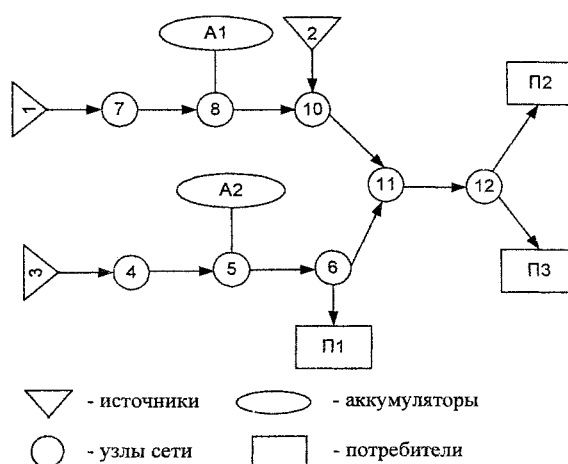 А1
2
П2
1
7
8
10
А2
11
12
3
4
5
6
П3
П1
- источники
- аккумуляторы
- узлы сети
- потребители